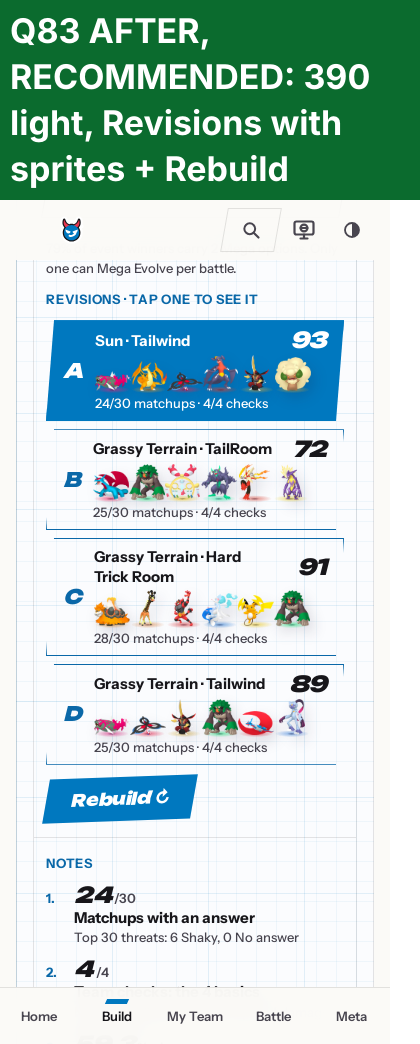 Q83 AFTER,
RECOMMENDED: 390
light, Revisions with
sprites + Rebuild
one can Mega Evolve per battle.
REVISIONS · TAP ONE TO SEE IT
A
Sun · Tailwind
93
24/30 matchups · 4/4 checks
B
Grassy Terrain · TailRoom
72
25/30 matchups · 4/4 checks
C
Grassy Terrain · Hard
Trick Room
91
28/30 matchups · 4/4 checks
D
Grassy Terrain · Tailwind
89
25/30 matchups · 4/4 checks
Rebuild
NOTES
1. 24/30
Matchups with an answer
Top 30 threats: 6 Shaky, 0 No answer
2. 4/4
Home Build My Team Battle Meta